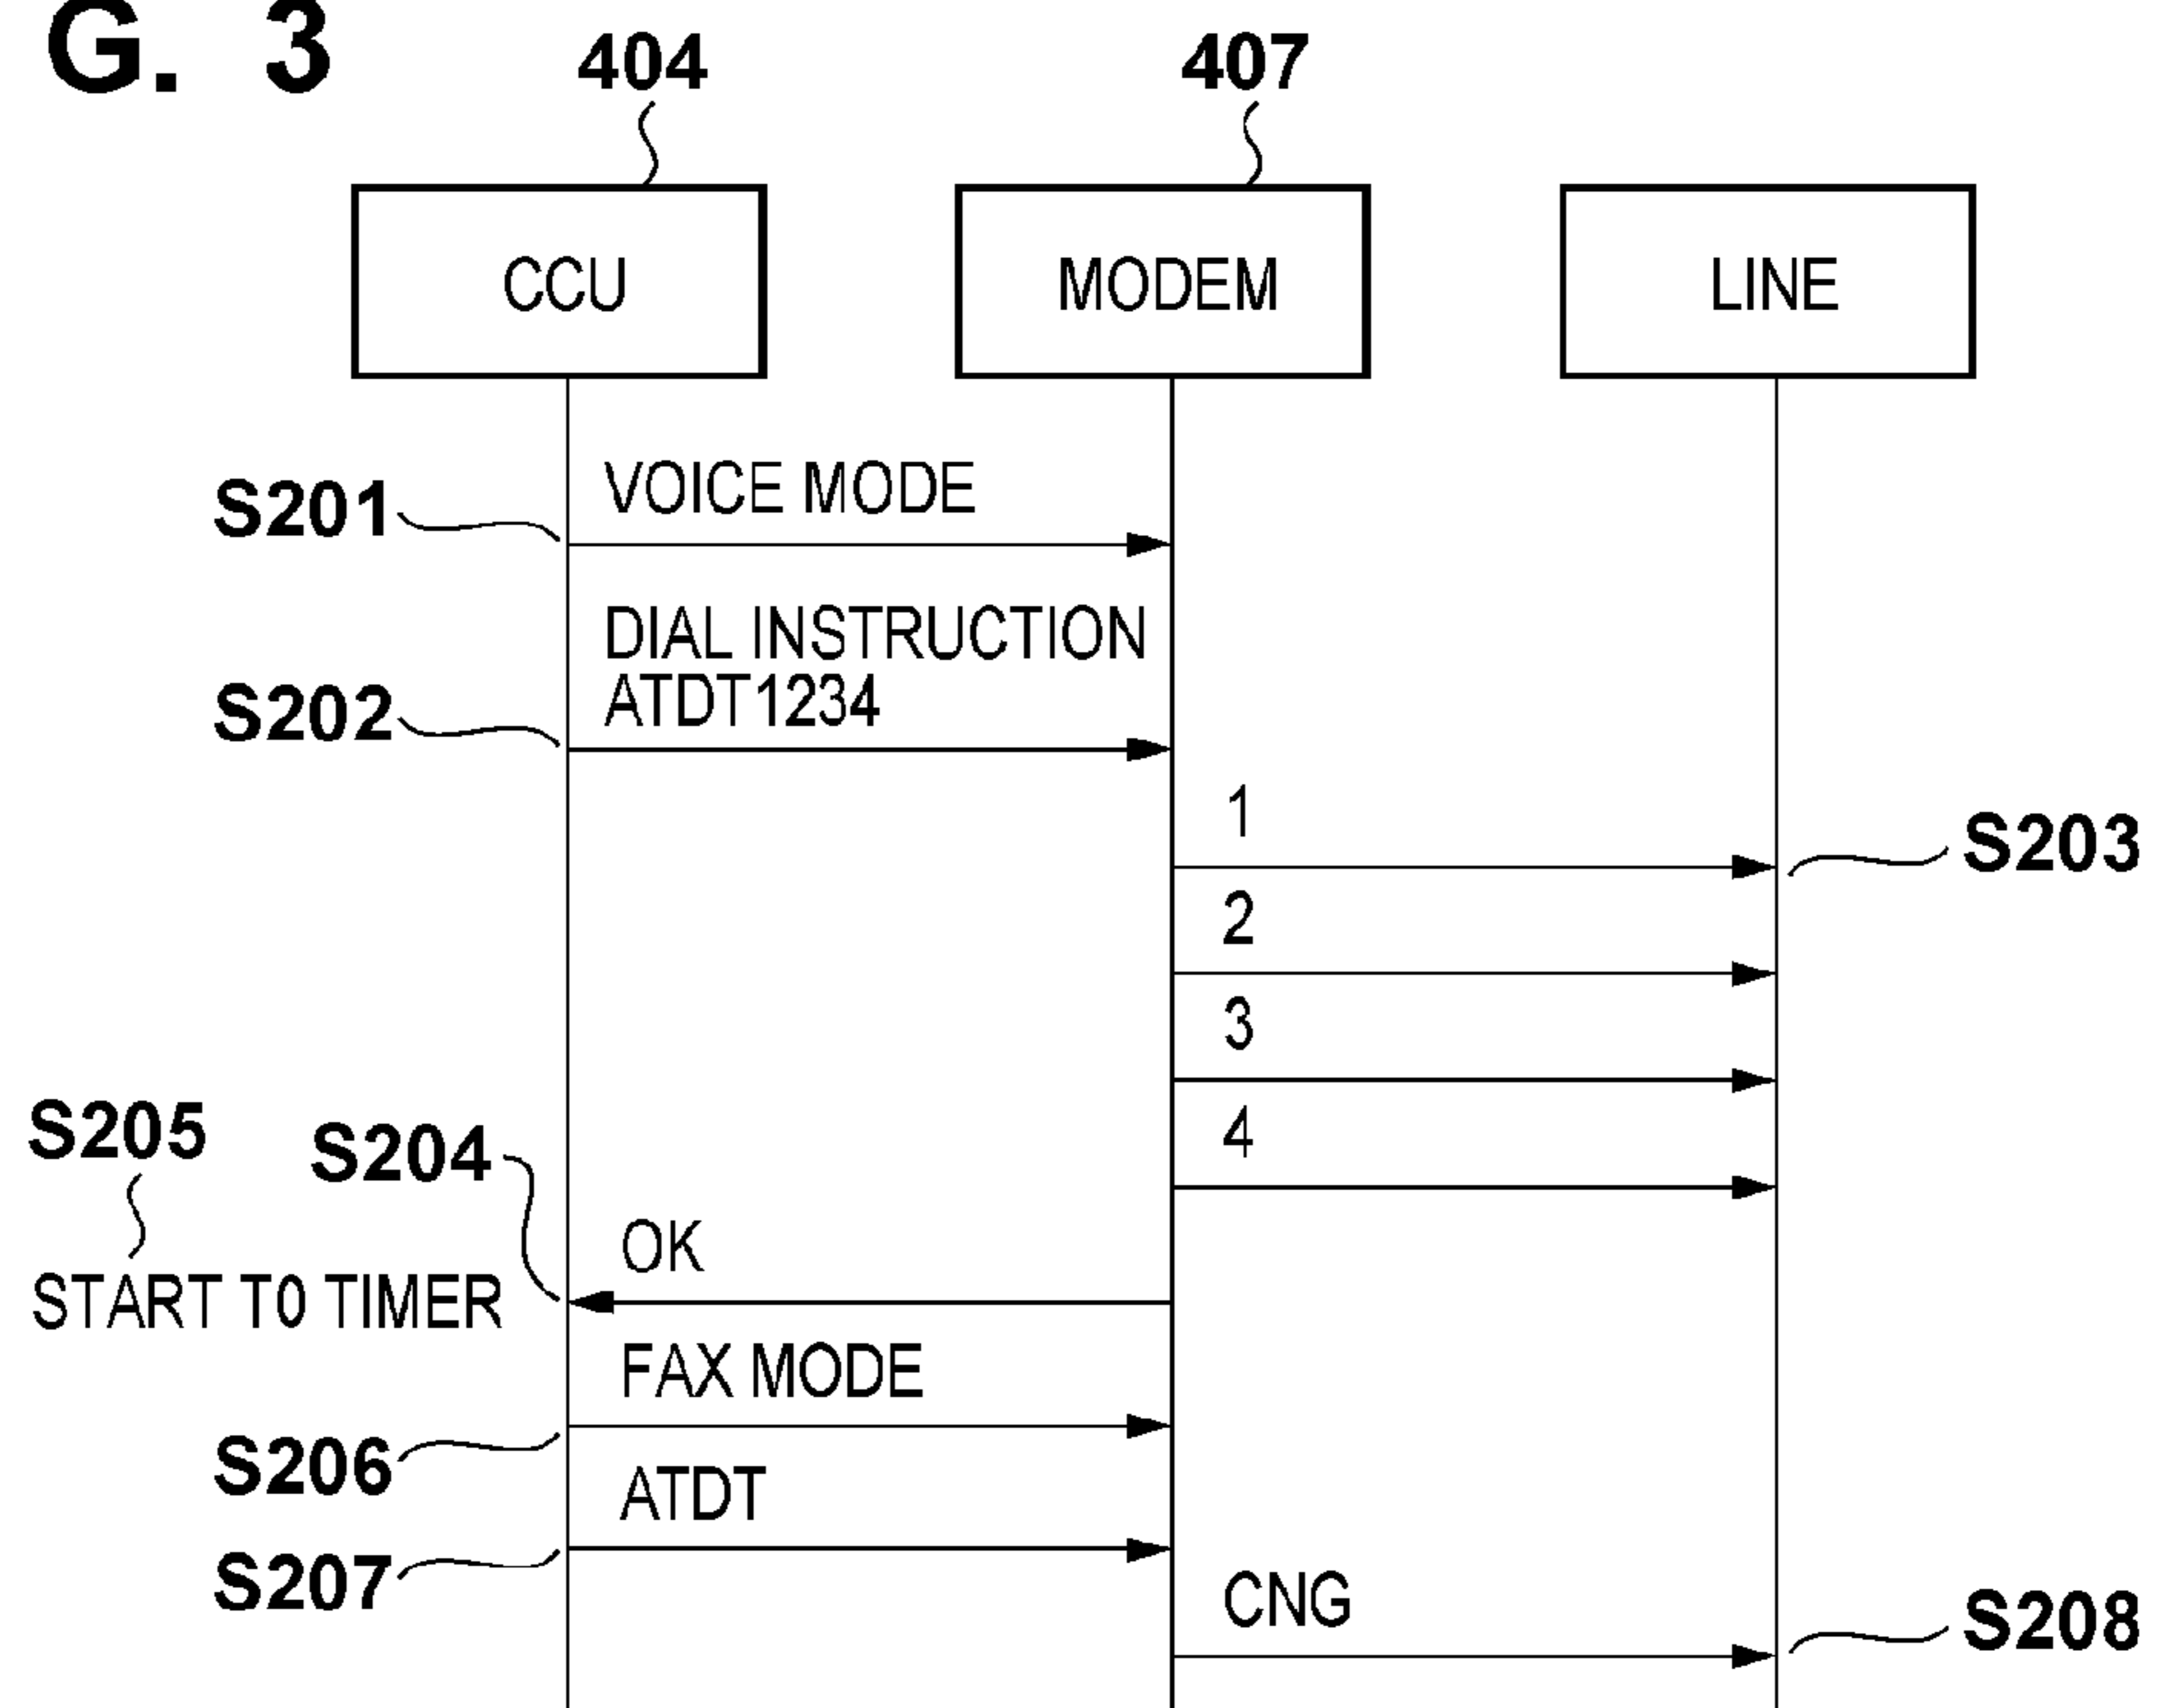 G. 3
404
407
CCU
MODEM
LINE
VOICE MODE
S201
DIAL INSTRUCTION
ATDT1234
S202
1
S203
2
3
4
S205
S204
OK
START T0 TIMER
FAX MODE
S206
ATDT
S207
CNG
S208